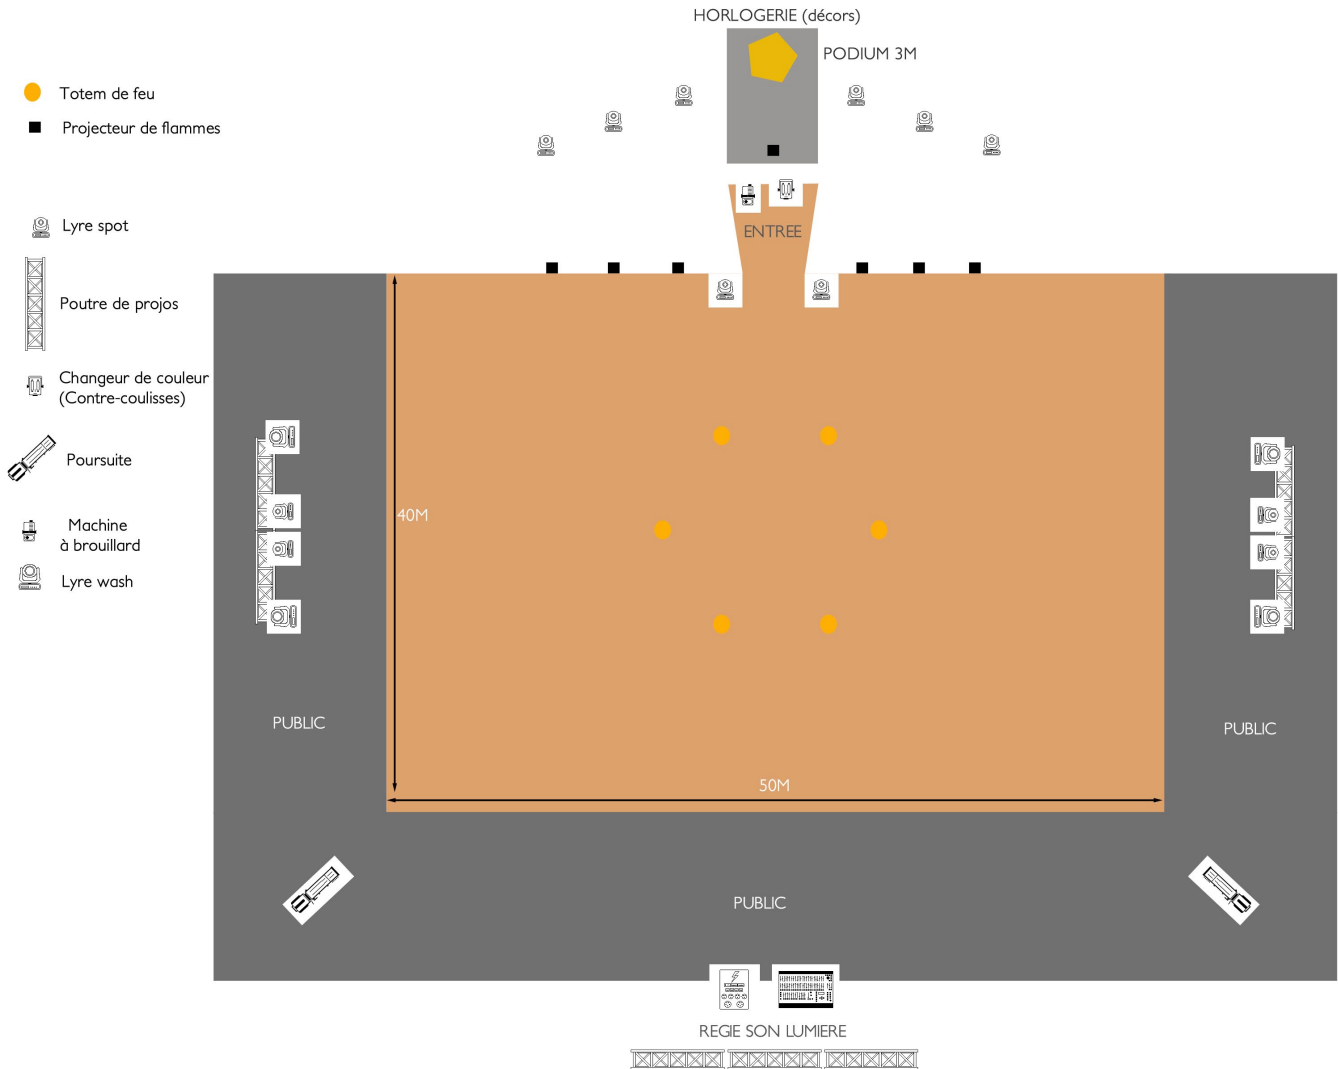 HORLOGERIE (décors)
PODIUM 3M
Totem de feu
Projecteur de flammes
Lyre spot
ENTREE
Poutre de projos
Changeur de couleur
(Contre-coulisses)
Poursuite
40M
Machine
à brouillard
Lyre wash
PUBLIC
PUBLIC
50M
PUBLIC
REGIE SON LUMIERE